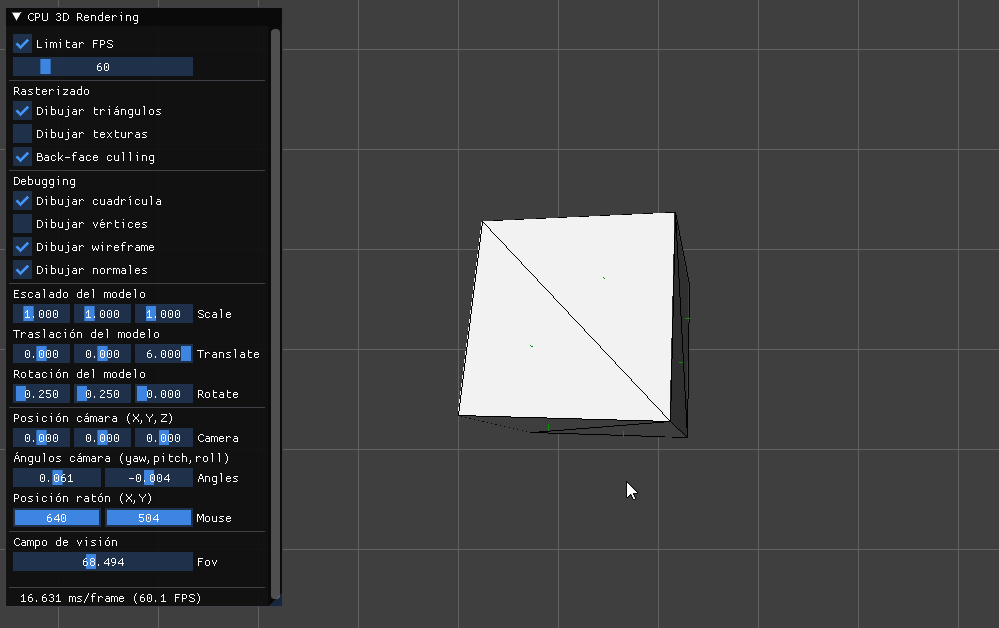 CPU 3D Rendering
Limitar FPS
60
Rasterizado
Dibujar triángulos
Dibujar texturas
Back-face culling
Debugging
Dibujar cuadrícula
Dibujar vértices
Dibujar wireframe
Dibujar normales
Escalado del modelo
1.000 1.000 1.000 Scale
Traslación del modelo
0.000 0.000 6.000 Translate
Rotación del modelo
0.250 0.250 0.000 Rotate
Posición cámara (X,Y,Z)
0.000 0.000 0.000 Camera
Ángulos cámara (yaw,pitch,roll)
0.061 -0.004 Angles
Posición ratón (X,Y)
640 504 Mouse
Campo de visión
68.494 Fov
16.631 ms/frame (60.1 FPS)